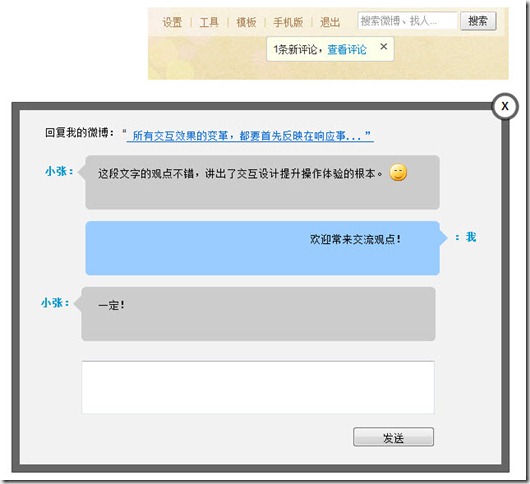 设置 | 工具 | 模板 | 手机版 | 退出 搜索微博、找人... 搜索
1条新评论，查看评论 ×
X
回复我的微博：“ 所有交互效果的变革，都要首先反映在响应事...”
小张： 这段文字的观点不错，讲出了交互设计提升操作体验的根本。
欢迎常来交流观点！ ：我
小张： 一定！
发送